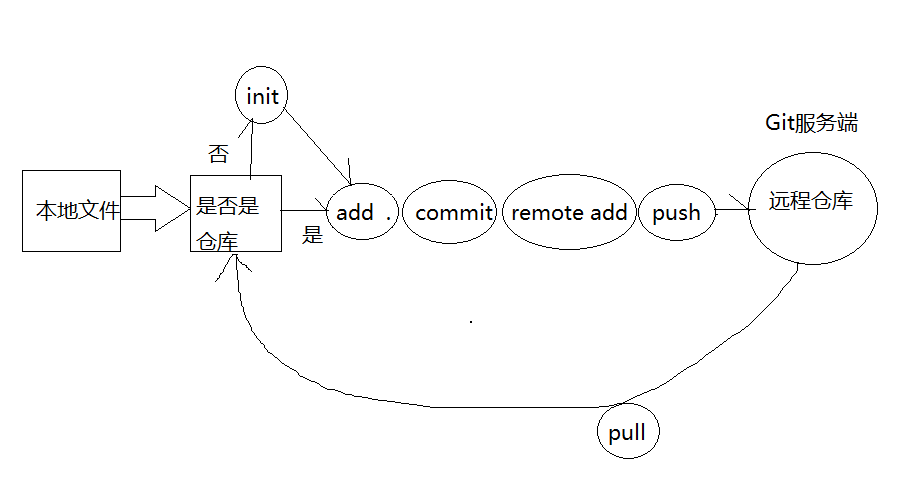 init
Git服务端
否
本地文件
是否是
仓库
是
add .
commit
remote add
push
远程仓库
pull